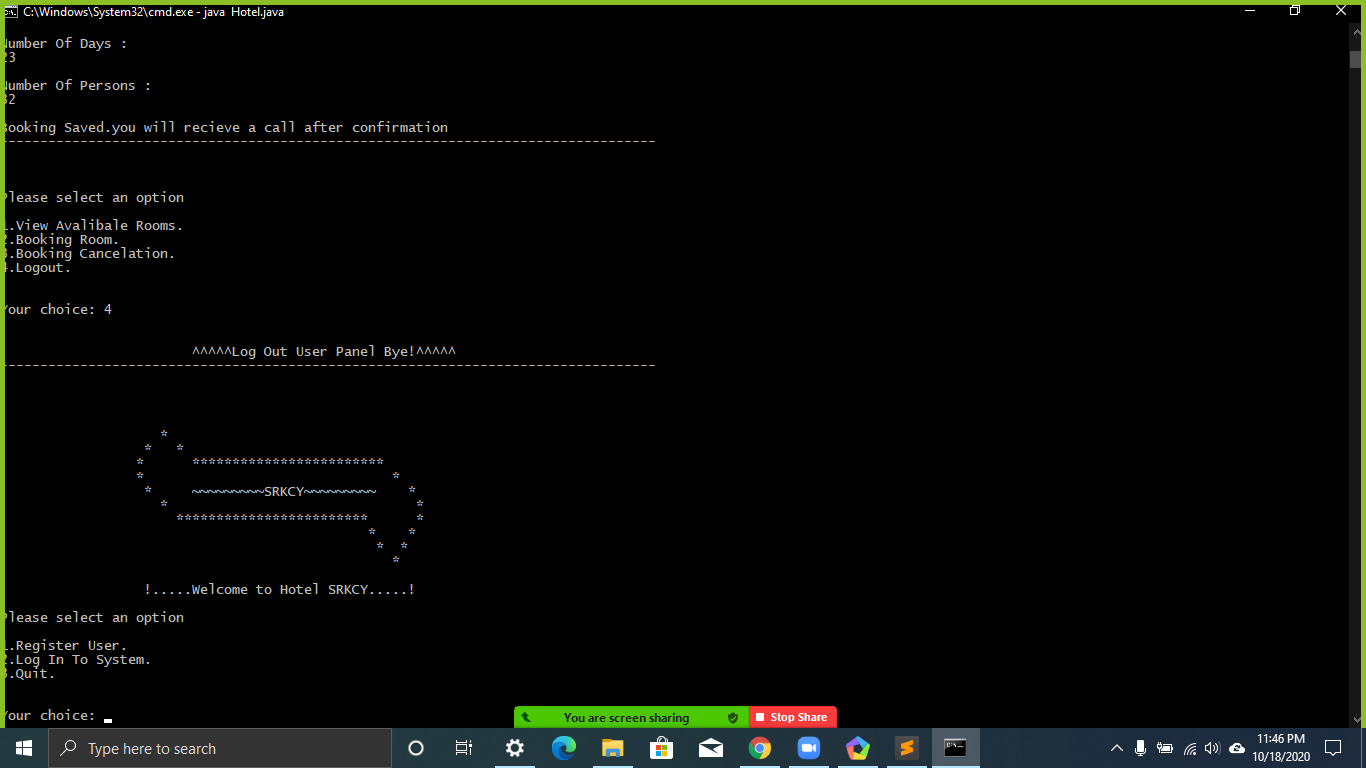 C:\Windows\System32\cmd.exe - java  Hotel.java
Number Of Days :
23
Number Of Persons :
32
Booking Saved.you will recieve a call after confirmation
----------------------------------------------------------------------------------
Please select an option
1.View Avalibale Rooms.
2.Booking Room.
3.Booking Cancelation.
4.Logout.
Your choice: 4
^^^^^Log Out User Panel Bye!^^^^^
----------------------------------------------------------------------------------
*
*   *
*      ************************
*                               *
*     ~~~~~~~~~SRKCY~~~~~~~~~    *
*                               *
************************      *
*    *
*  *
*
!.....Welcome to Hotel SRKCY.....!
Please select an option
1.Register User.
2.Log In To System.
3.Quit.
Your choice:
You are screen sharing
Stop Share
Type here to search
11:46 PM
10/18/2020